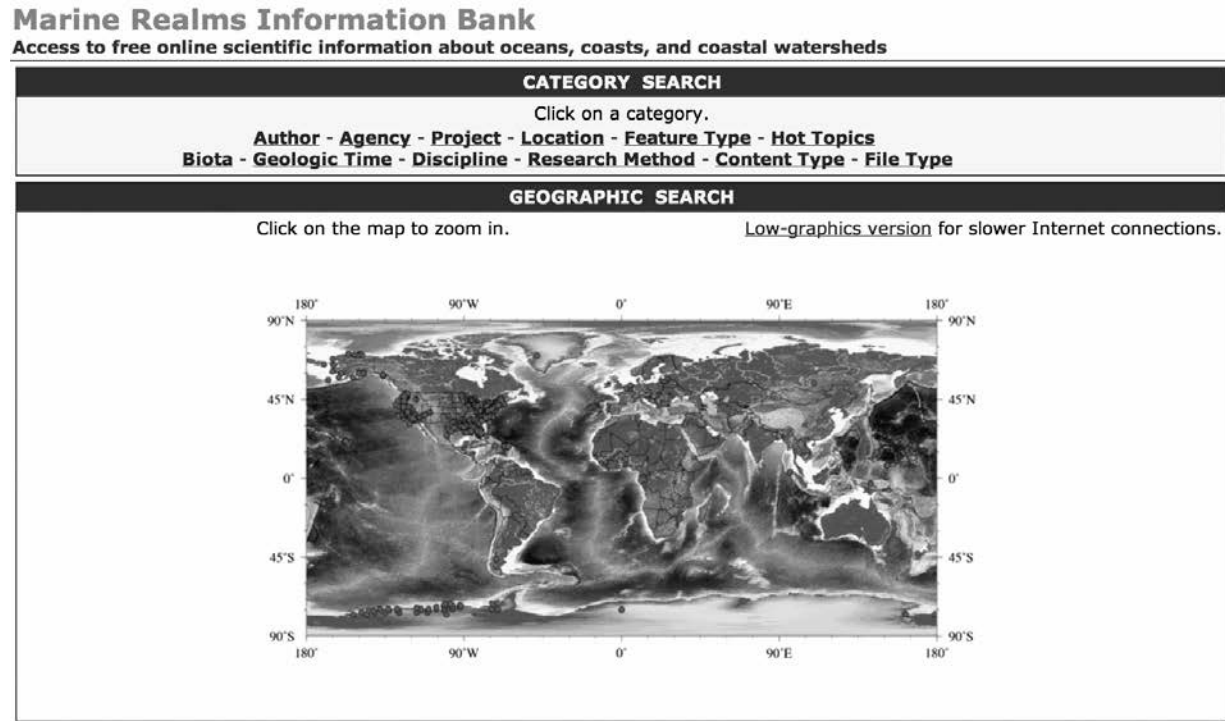 Marine Realms Information Bank
Access to free online scientific information about oceans, coasts, and coastal watersheds
CATEGORY SEARCH
Click on a category.
Author - Agency - Project - Location - Feature Type - Hot Topics
Biota - Geologic Time - Discipline - Research Method - Content Type - File Type
GEOGRAPHIC SEARCH
Click on the map to zoom in. Low-graphics version for slower Internet connections.
180° 90°W 0° 90°E 180°
90°N 90°N
45°N 45°N
0° 0°
45°S 45°S
90°S 90°S
180° 90°W 0° 90°E 180°